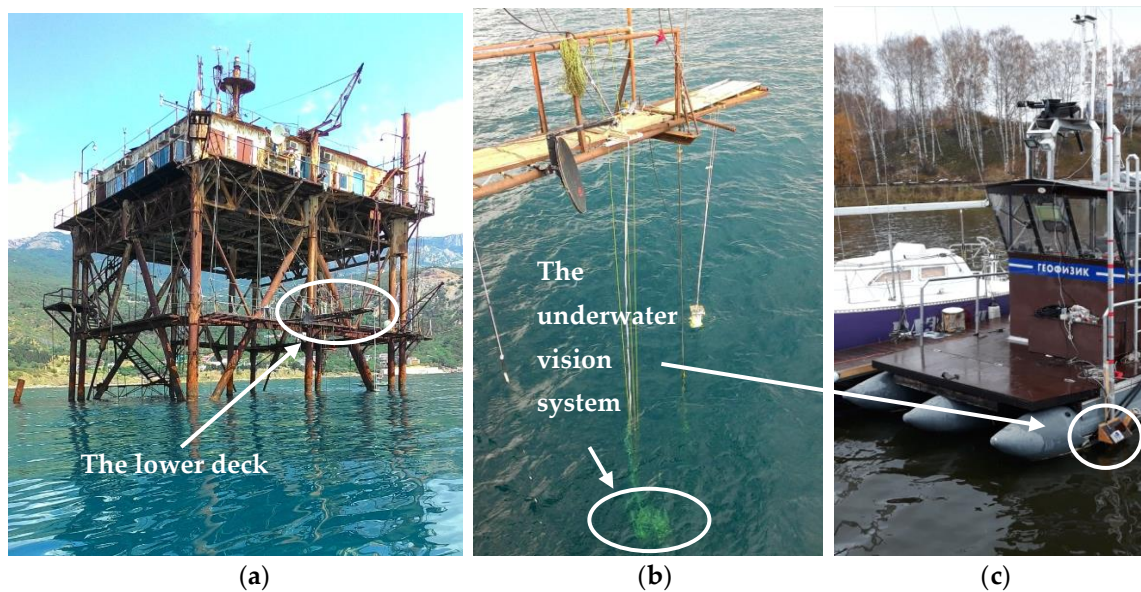 The lower deck
The
underwater
vision
system
ГЕОФИЗИК
(a)
(b)
(c)